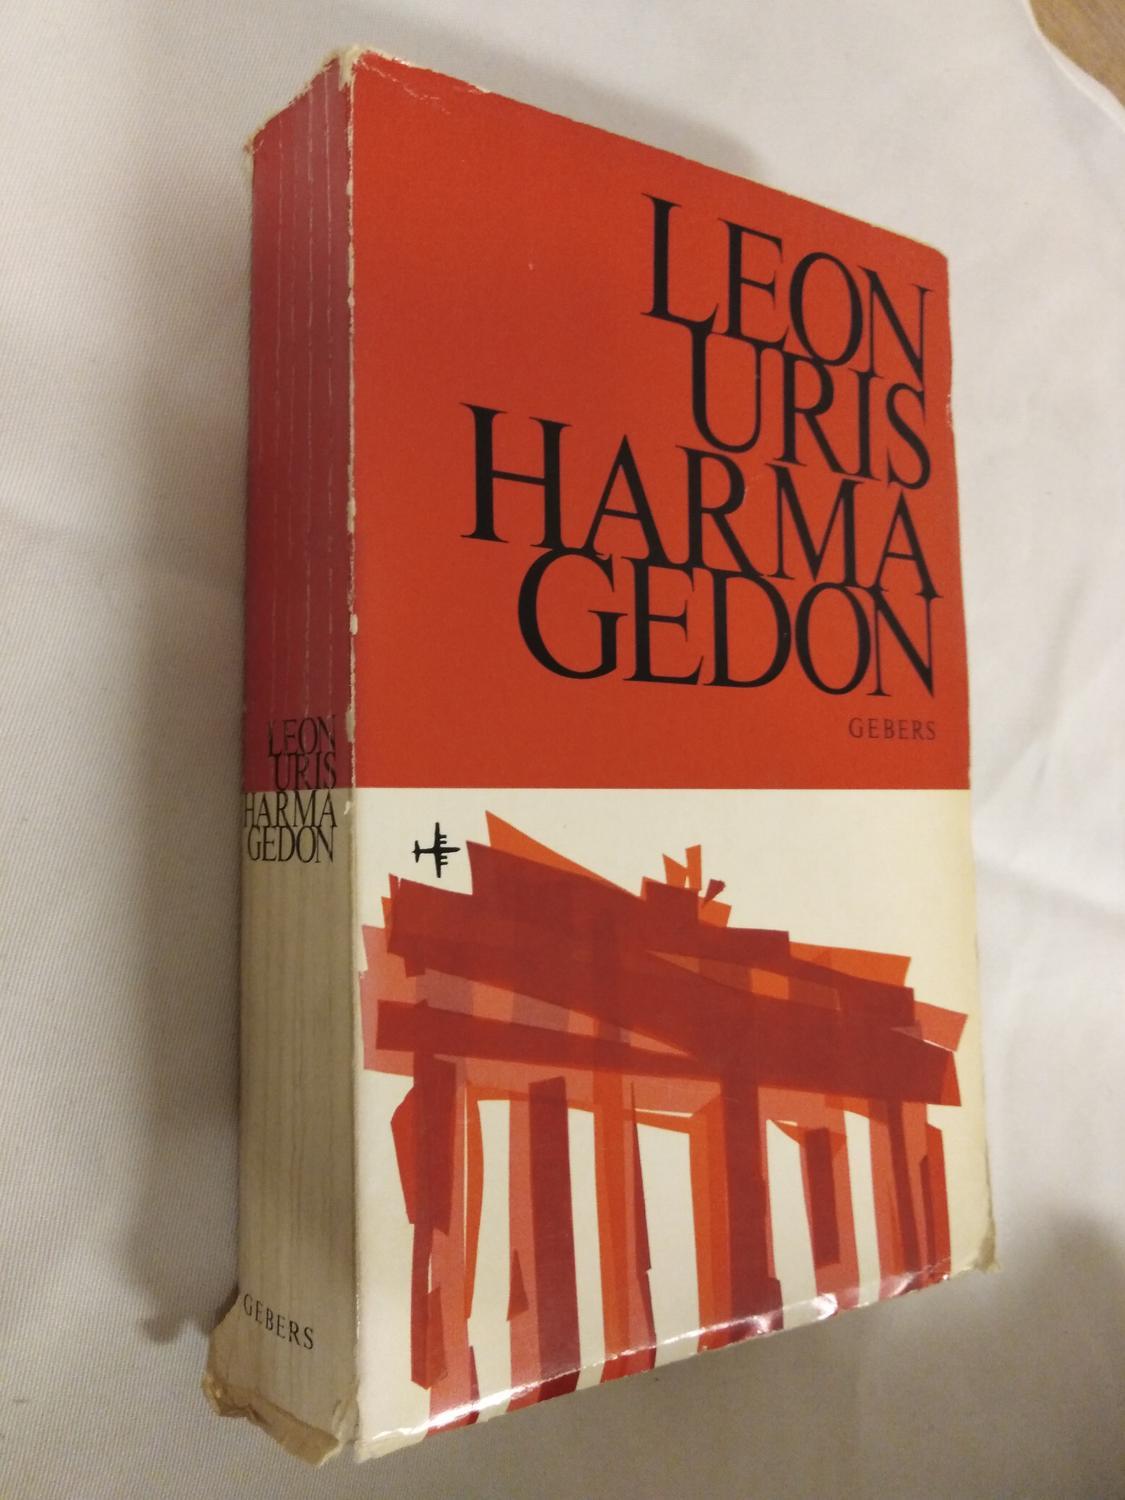 LEON
URIS
HARMA
GEDON
GEBERS
LEON
URIS
HARMA
GEDON
GEBERS